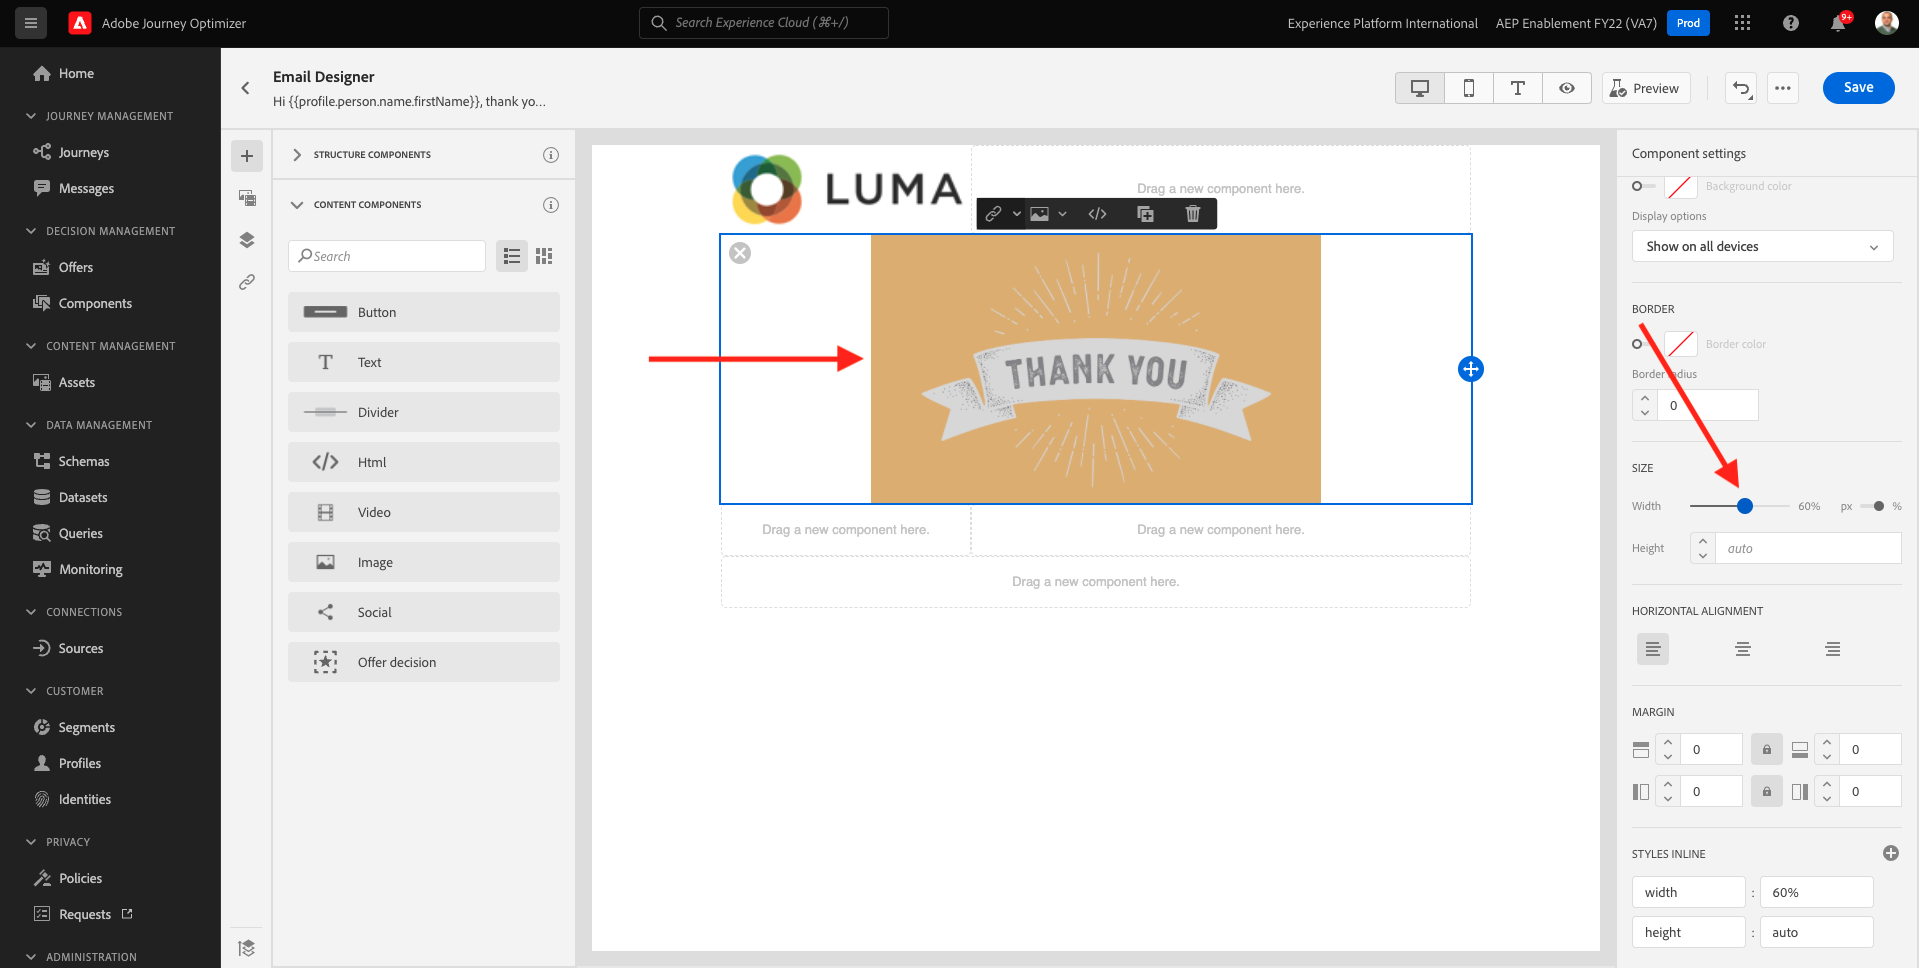 Adobe Journey Optimizer
Search Experience Cloud (⌘+/)
Experience Platform International
AEP Enablement FY22 (VA7)
Prod
9+
Home
JOURNEY MANAGEMENT
Journeys
Messages
DECISION MANAGEMENT
Offers
Components
CONTENT MANAGEMENT
Assets
DATA MANAGEMENT
Schemas
Datasets
Queries
Monitoring
CONNECTIONS
Sources
CUSTOMER
Segments
Profiles
Identities
PRIVACY
Policies
Requests
ADMINISTRATION
Email Designer
Hi {{profile.person.name.firstName}}, thank yo...
Preview
Save
STRUCTURE COMPONENTS
CONTENT COMPONENTS
Search
Button
Text
Divider
Html
Video
Image
Social
Offer decision
LUMA
Drag a new component here.
THANK YOU
Drag a new component here.
Drag a new component here.
Drag a new component here.
Component settings
Background color
Display options
Show on all devices
BORDER
Border color
Border radius
0
SIZE
Width 60% px %
Height auto
HORIZONTAL ALIGNMENT
MARGIN
0 0
0 0
STYLES INLINE
width : 60%
height : auto